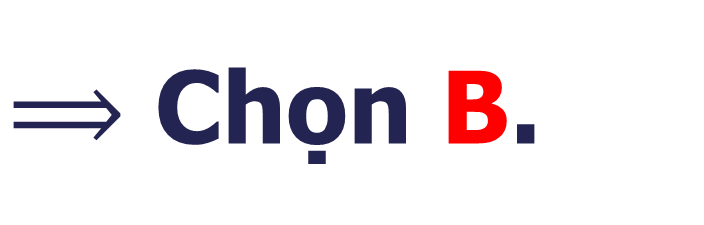 ⇒ Chọn B.